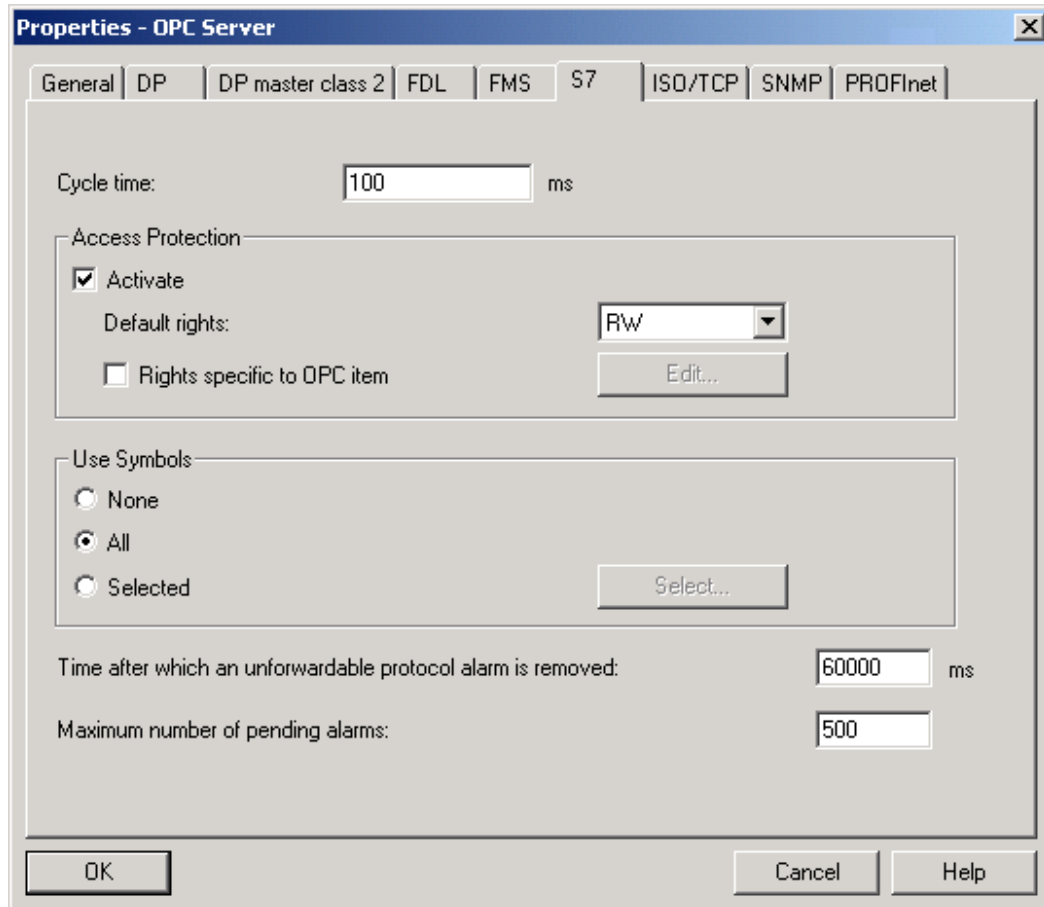 Properties - OPC Server
General DP DP master class 2 FDL FMS S7 ISO/TCP SNMP PROFInet
Cycle time: 100 ms
Access Protection
Activate
Default rights: RW
Rights specific to OPC item Edit...
Use Symbols
None
All
Selected Select...
Time after which an unforwardable protocol alarm is removed: 60000 ms
Maximum number of pending alarms: 500
OK Cancel Help